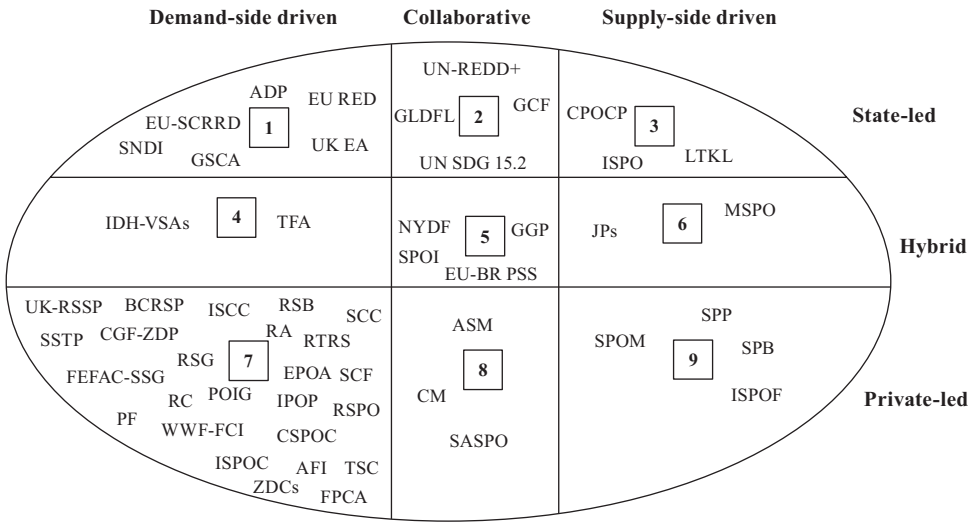 Demand-side driven
Collaborative
Supply-side driven
State-led
Hybrid
Private-led
ADP
EU RED
EU-SCRRD
1
SNDI
GSCA
UK EA
UN-REDD+
GLDFL
2
GCF
UN SDG 15.2
CPOCP
3
ISPO
LTKL
IDH-VSAs
4
TFA
NYDF
5
GGP
SPOI
EU-BR PSS
JPs
6
MSPO
UK-RSSP
BCRSP
ISCC
RSB
SCC
SSTP
CGF-ZDP
RA
RTRS
RSG
7
FEFAC-SSG
EPOA
SCF
RC
POIG
IPOP
RSPO
PF
WWF-FCI
CSPOC
ISPOC
AFI
TSC
ZDCs
FPCA
ASM
8
CM
SASPO
SPP
SPOM
9
SPB
ISPOF